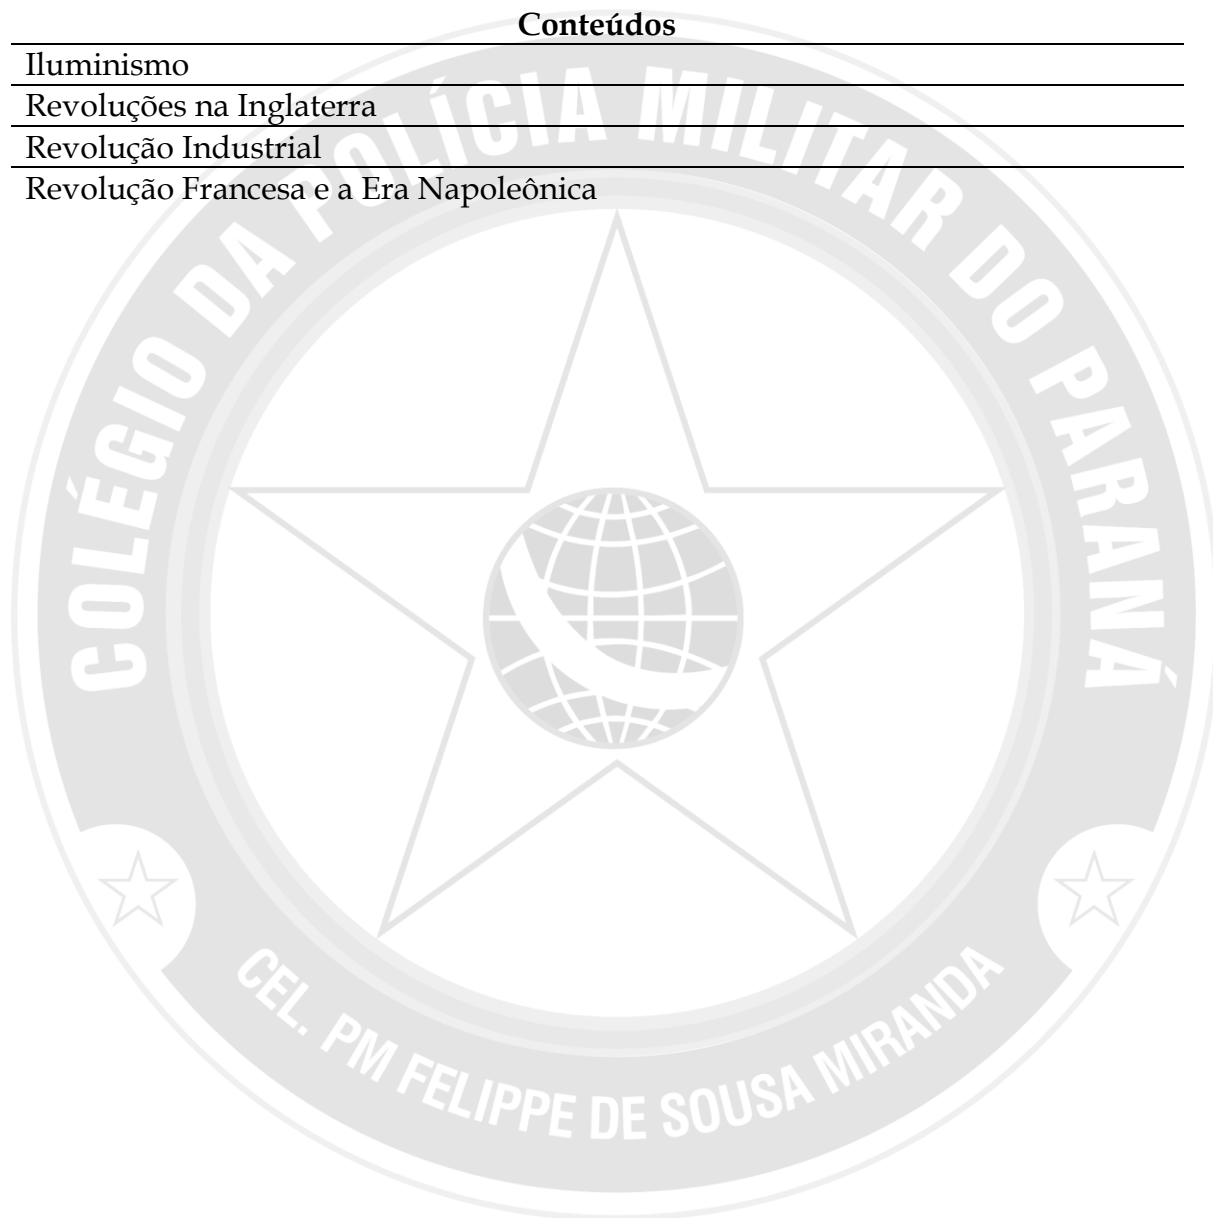 Conteúdos
Iluminismo
Revoluções na Inglaterra
Revolução Industrial
Revolução Francesa e a Era Napoleônica
COLÉGIO DA POLÍCIA MILITAR DO PARANÁ
CEL. PM FELIPPE DE SOUSA MIRANDA